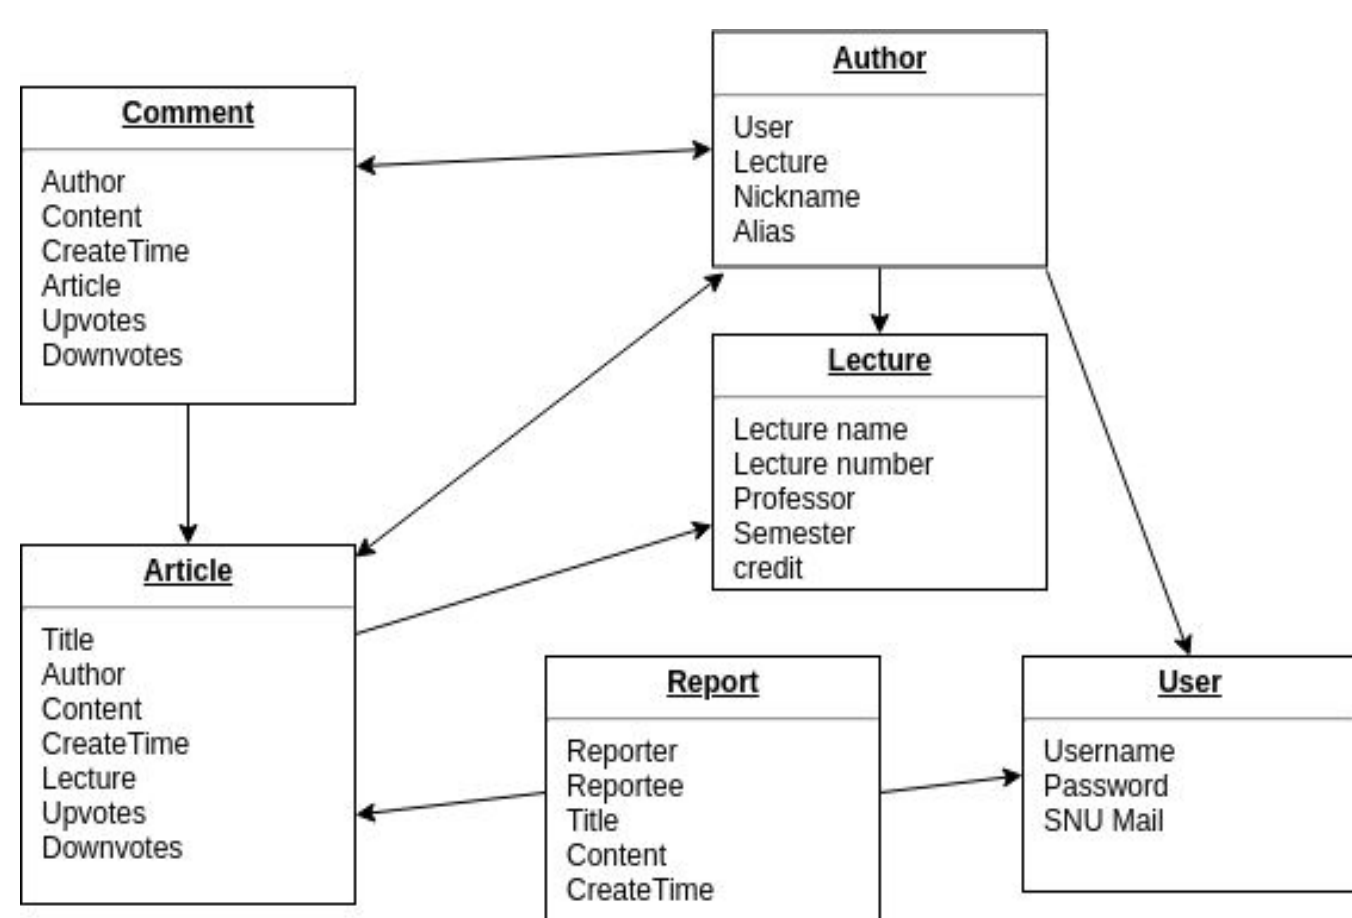 Comment
Author
Content
CreateTime
Article
Upvotes
Downvotes
Author
User
Lecture
Nickname
Alias
Lecture
Lecture name
Lecture number
Professor
Semester
credit
Article
Title
Author
Content
CreateTime
Lecture
Upvotes
Downvotes
Report
Reporter
Reportee
Title
Content
CreateTime
User
Username
Password
SNU Mail